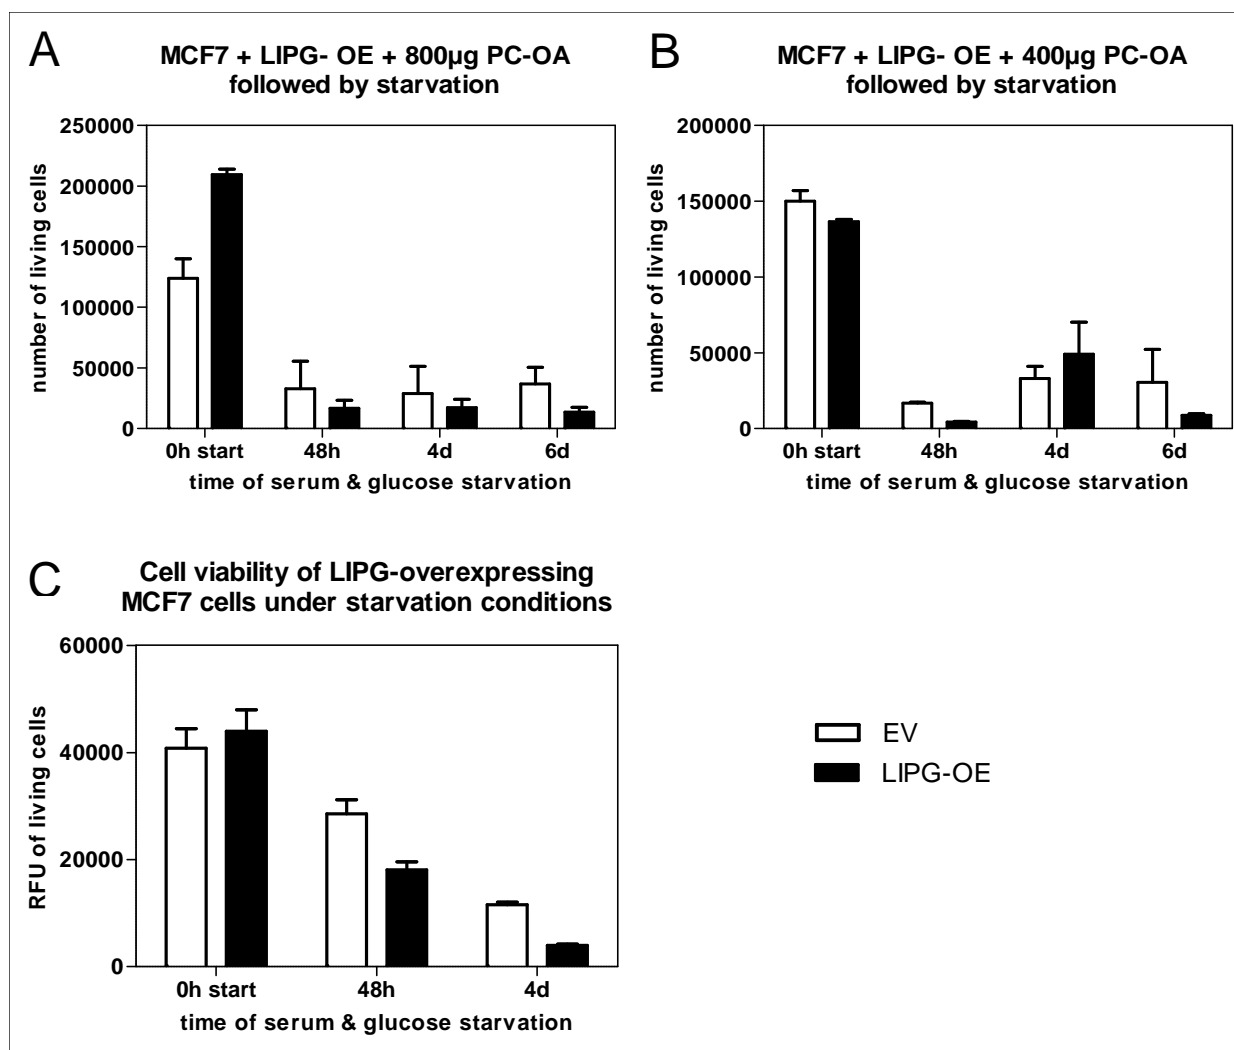 A
MCF7 + LIPG- OE + 800µg PC-OA
followed by starvation
number of living cells
250000
200000
150000
100000
50000
0
0h start 48h 4d 6d
time of serum & glucose starvation
B
MCF7 + LIPG- OE + 400µg PC-OA
followed by starvation
number of living cells
200000
150000
100000
50000
0
0h start 48h 4d 6d
time of serum & glucose starvation
C
Cell viability of LIPG-overexpressing
MCF7 cells under starvation conditions
RFU of living cells
60000
40000
20000
0
0h start 48h 4d
time of serum & glucose starvation
EV
LIPG-OE